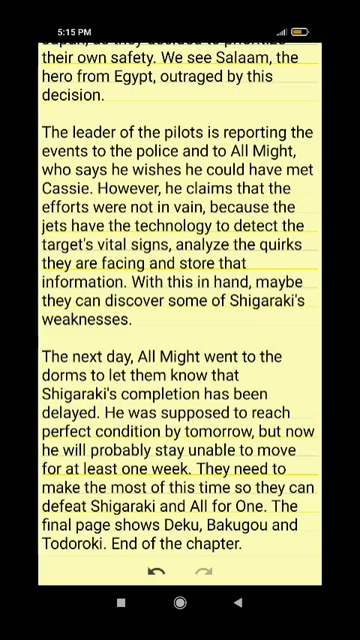 5:15 PM
their own safety. We see Salaam, the
hero from Egypt, outraged by this
decision.
The leader of the pilots is reporting the
events to the police and to All Might,
who says he wishes he could have met
Cassie. However, he claims that the
efforts were not in vain, because the
jets have the technology to detect the
target's vital signs, analyze the quirks
they are facing and store that
information. With this in hand, maybe
they can discover some of Shigaraki's
weaknesses.
The next day, All Might went to the
dorms to let them know that
Shigaraki's completion has been
delayed. He was supposed to reach
perfect condition by tomorrow, but now
he will probably stay unable to move
for at least one week. They need to
make the most of this time so they can
defeat Shigaraki and All for One. The
final page shows Deku, Bakugou and
Todoroki. End of the chapter.